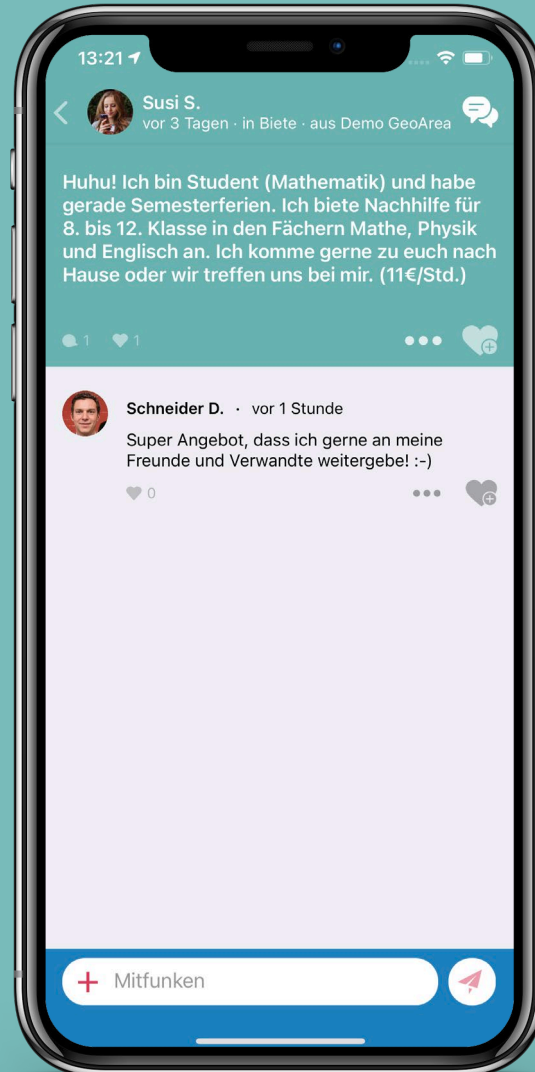 13:21
Susi S.
vor 3 Tagen · in Biete · aus Demo GeoArea
Huhu! Ich bin Student (Mathematik) und habe
gerade Semesterferien. Ich biete Nachhilfe für
8. bis 12. Klasse in den Fächern Mathe, Physik
und Englisch an. Ich komme gerne zu euch nach
Hause oder wir treffen uns bei mir. (11€/Std.)
1 1
Schneider D. · vor 1 Stunde
Super Angebot, dass ich gerne an meine
Freunde und Verwandte weitergebe! :-)
0
Mitfunken